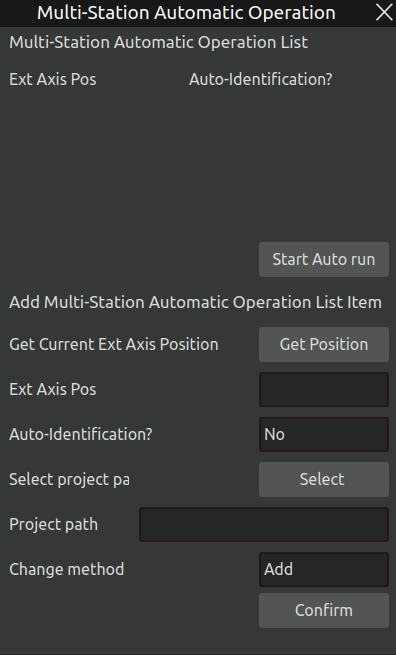 Multi-Station Automatic Operation
Multi-Station Automatic Operation List
Ext Axis Pos Auto-Identification?
Start Auto run
Add Multi-Station Automatic Operation List Item
Get Current Ext Axis Position Get Position
Ext Axis Pos
Auto-Identification? No
Select project pa Select
Project path
Change method Add
Confirm